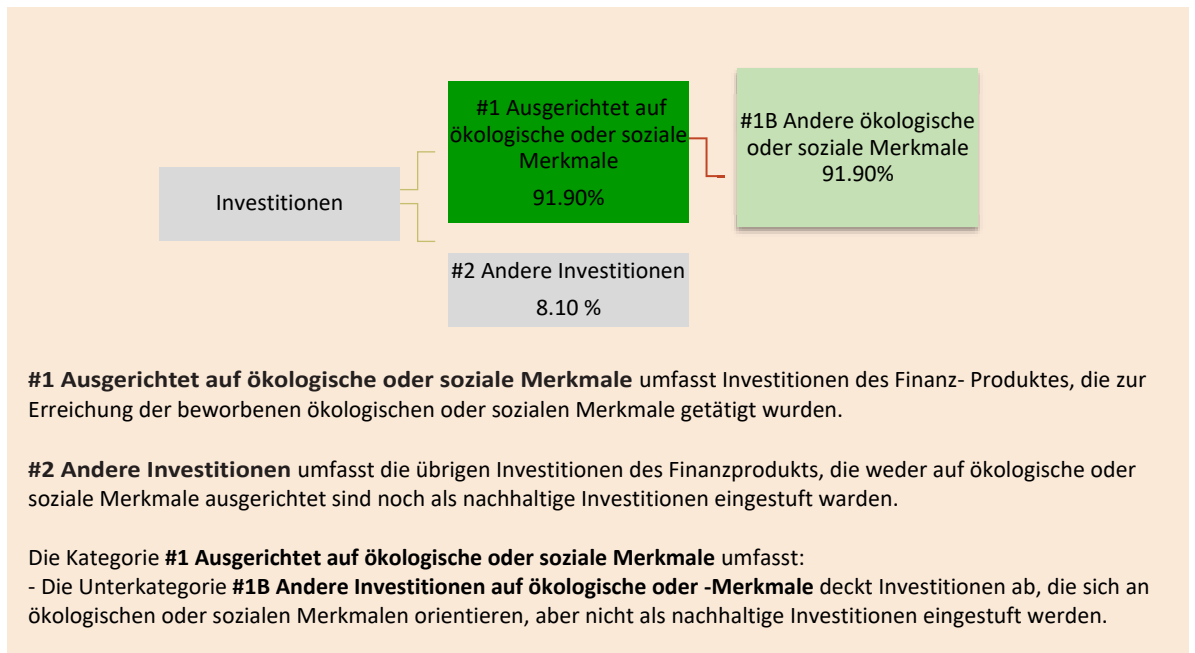 Investitionen
#1 Ausgerichtet auf
ökologische oder soziale
Merkmale
91.90%
#1B Andere ökologische
oder soziale Merkmale
91.90%
#2 Andere Investitionen
8.10 %
#1 Ausgerichtet auf ökologische oder soziale Merkmale umfasst Investitionen des Finanz- Produktes, die zur
Erreichung der beworbenen ökologischen oder sozialen Merkmale getätigt wurden.
#2 Andere Investitionen umfasst die übrigen Investitionen des Finanzprodukts, die weder auf ökologische oder
soziale Merkmale ausgerichtet sind noch als nachhaltige Investitionen eingestuft warden.
Die Kategorie #1 Ausgerichtet auf ökologische oder soziale Merkmale umfasst:
- Die Unterkategorie #1B Andere Investitionen auf ökologische oder -Merkmale deckt Investitionen ab, die sich an
ökologischen oder sozialen Merkmalen orientieren, aber nicht als nachhaltige Investitionen eingestuft werden.